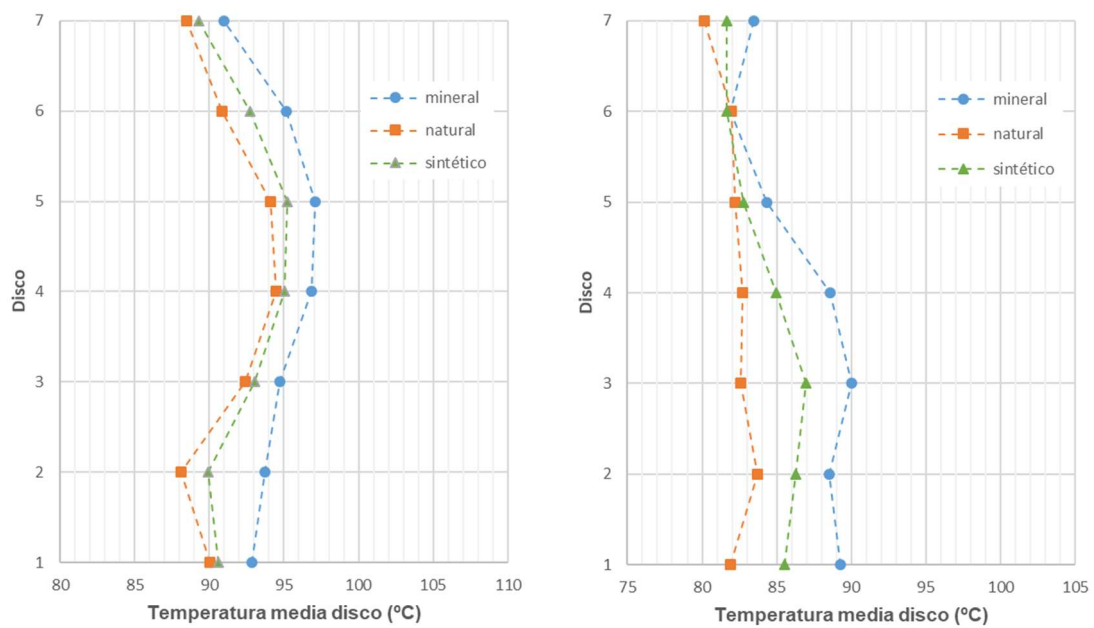 7
6
5
4
3
2
1
Disco
80
85
90
95
100
105
110
Temperatura media disco (ºC)
mineral
natural
sintético
7
6
5
4
3
2
1
Disco
75
80
85
90
95
100
105
Temperatura media disco (ºC)
mineral
natural
sintético